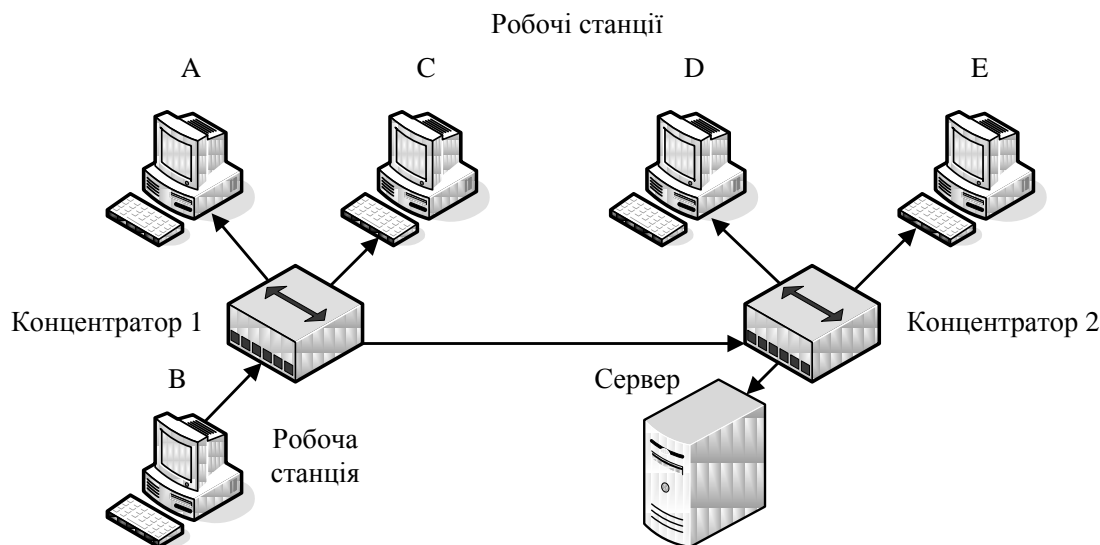 Робочі станції
A
C
D
E
Концентратор 1
Концентратор 2
B
Сервер
Робоча
станція